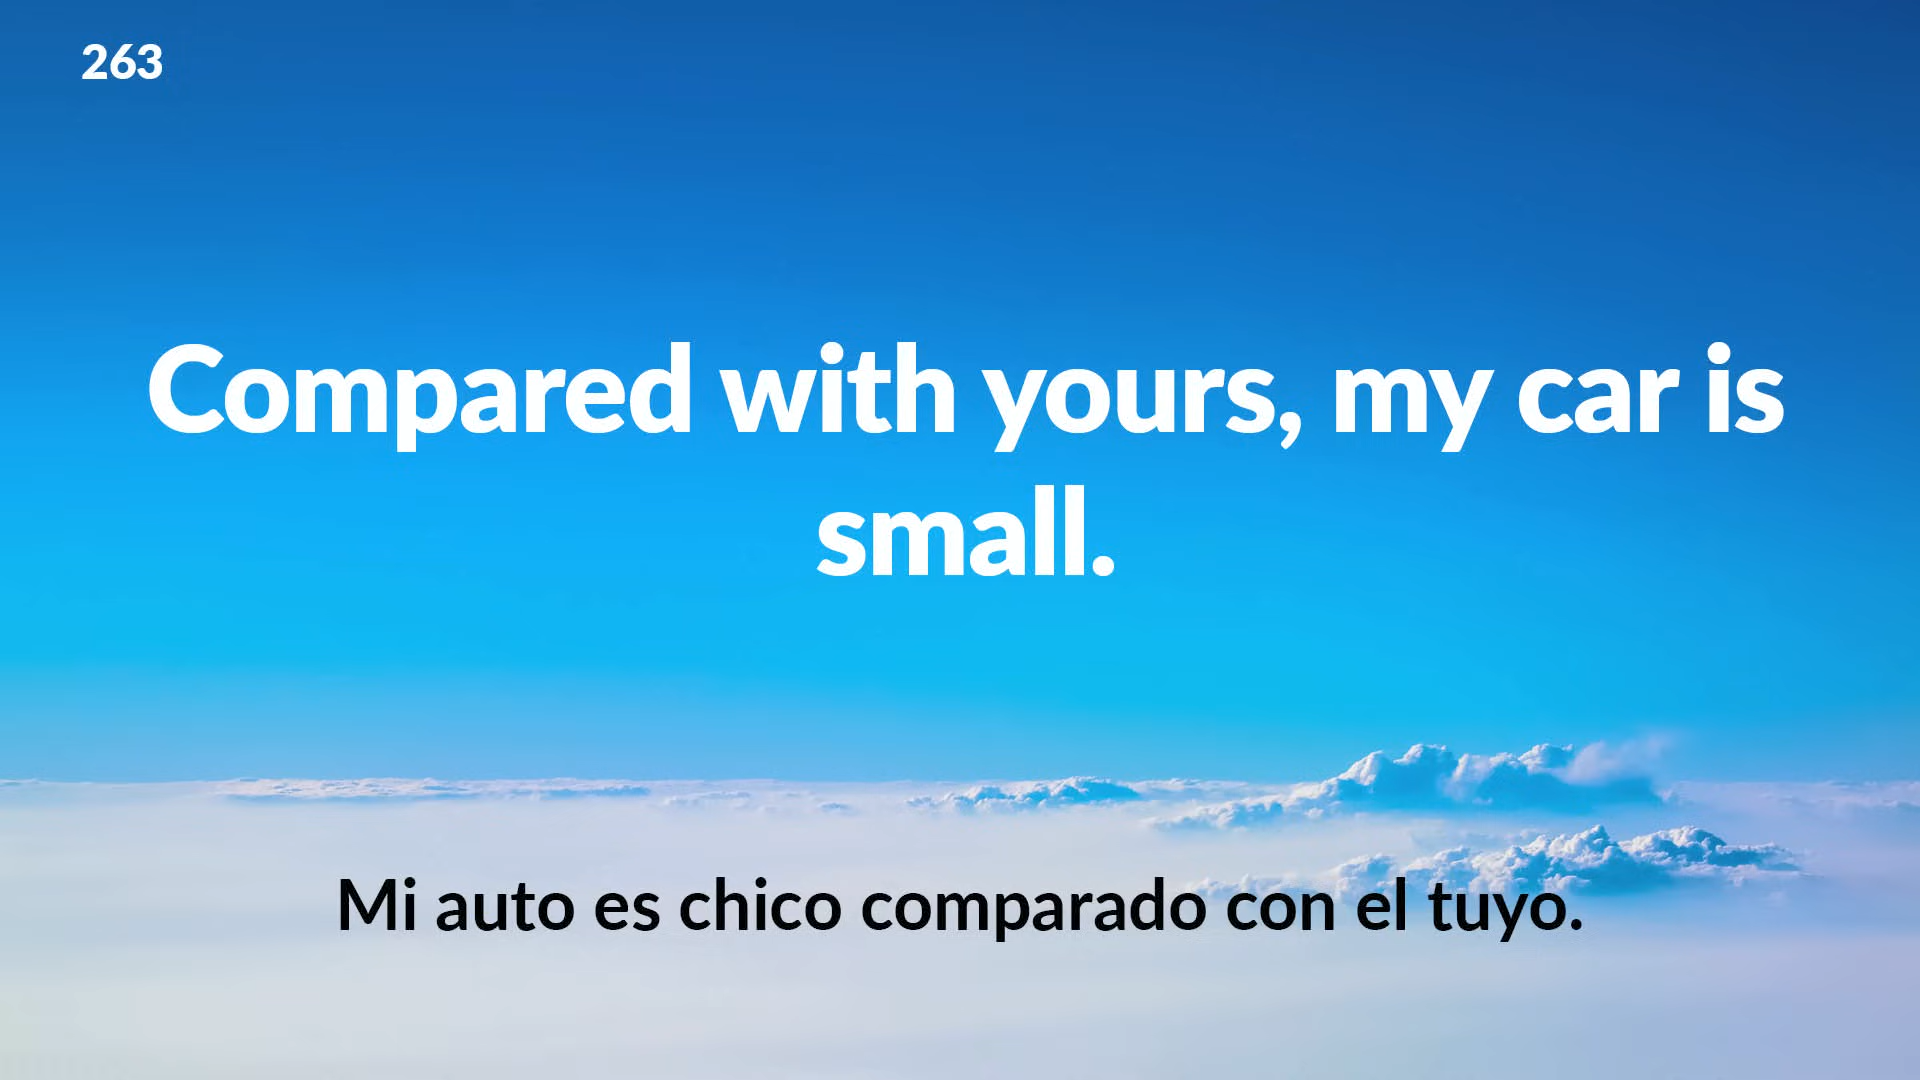 263
Compared with yours, my car is
small.
Mi auto es chico comparado con el tuyo.